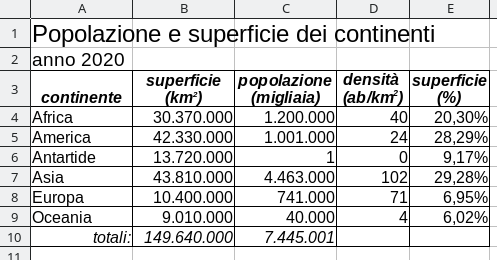 A B C D E
1 Popolazione e superficie dei continenti
2 anno 2020
3 continente superficie (km²) popolazione (migliaia) densità (ab/km²) superficie (%)
4 Africa 30.370.000 1.200.000 40 20,30%
5 America 42.330.000 1.001.000 24 28,29%
6 Antartide 13.720.000 1 0 9,17%
7 Asia 43.810.000 4.463.000 102 29,28%
8 Europa 10.400.000 741.000 71 6,95%
9 Oceania 9.010.000 40.000 4 6,02%
10 totali: 149.640.000 7.445.001
11